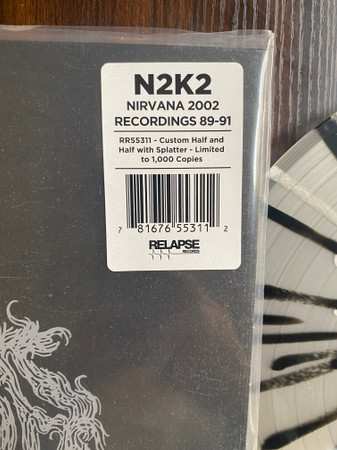 N2K2
NIRVANA 2002
RECORDINGS 89-91
RR55311 - Custom Half and
Half with Splatter - Limited
to 1,000 Copies
7 81676 55311 2
RELAPSE
RECORDS